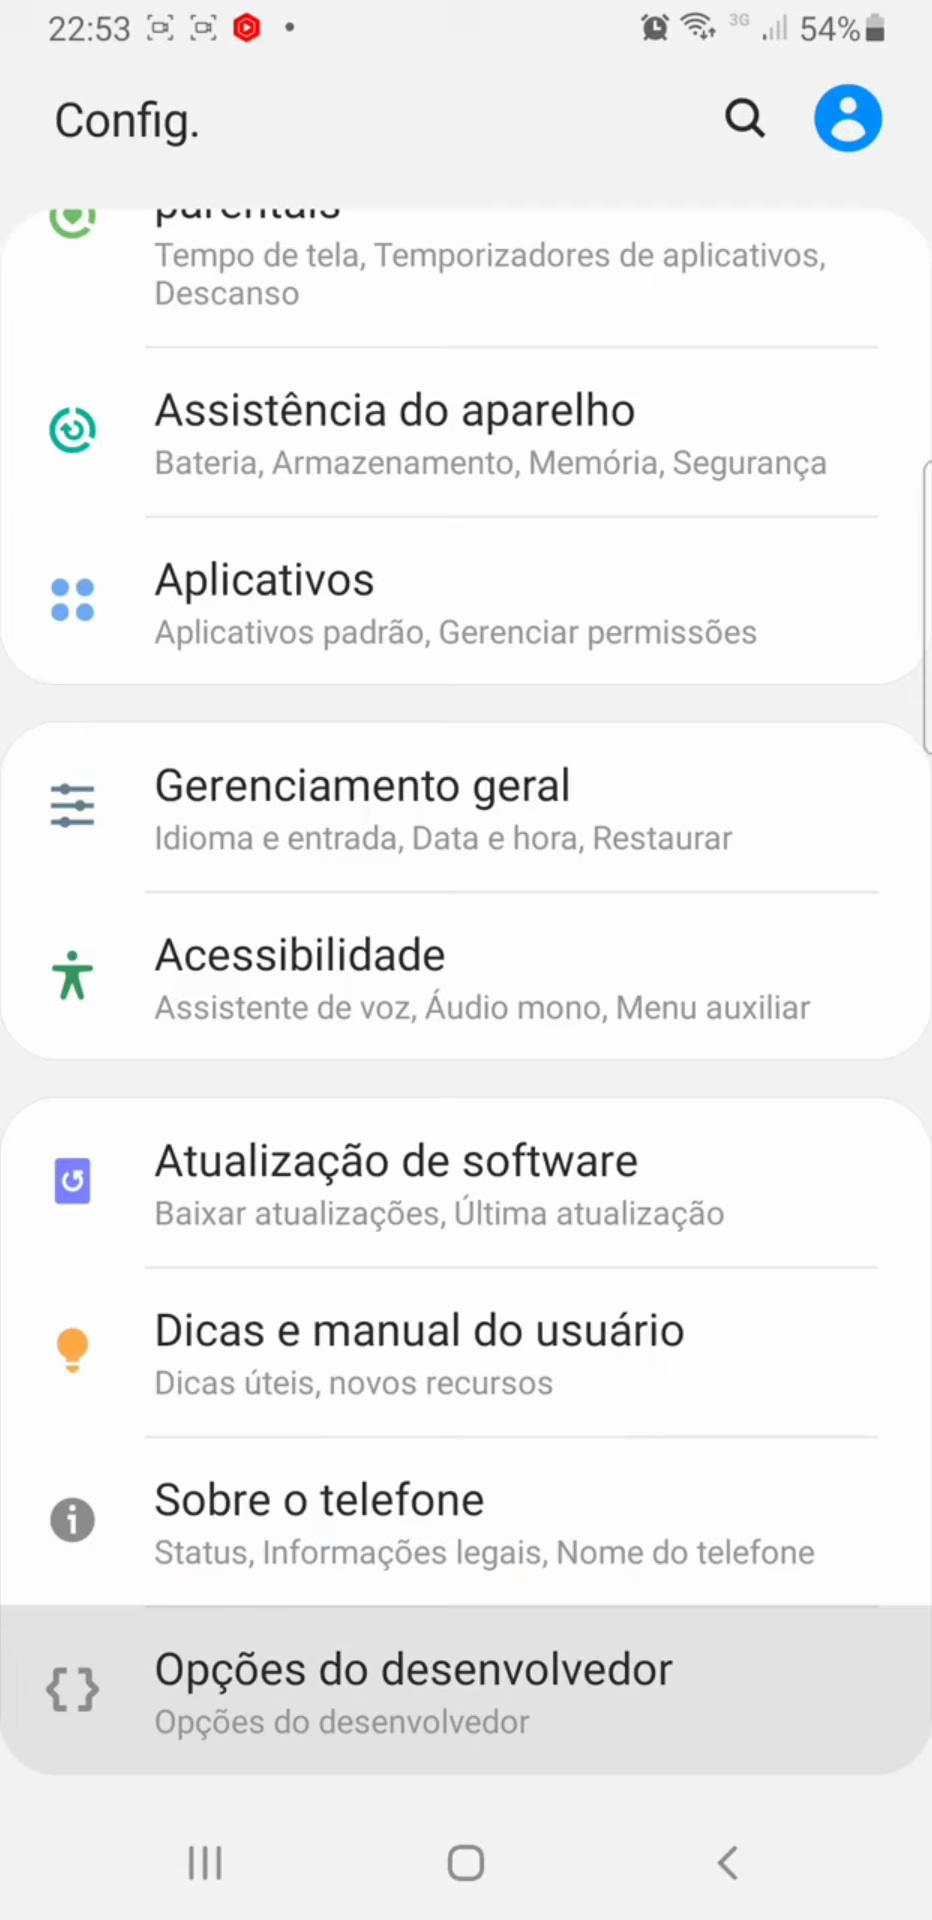 22:53
3G
54%
Config.
parentais
Tempo de tela, Temporizadores de aplicativos,
Descanso
Assistência do aparelho
Bateria, Armazenamento, Memória, Segurança
Aplicativos
Aplicativos padrão, Gerenciar permissões
Gerenciamento geral
Idioma e entrada, Data e hora, Restaurar
Acessibilidade
Assistente de voz, Áudio mono, Menu auxiliar
Atualização de software
Baixar atualizações, Última atualização
Dicas e manual do usuário
Dicas úteis, novos recursos
Sobre o telefone
Status, Informações legais, Nome do telefone
Opções do desenvolvedor
Opções do desenvolvedor